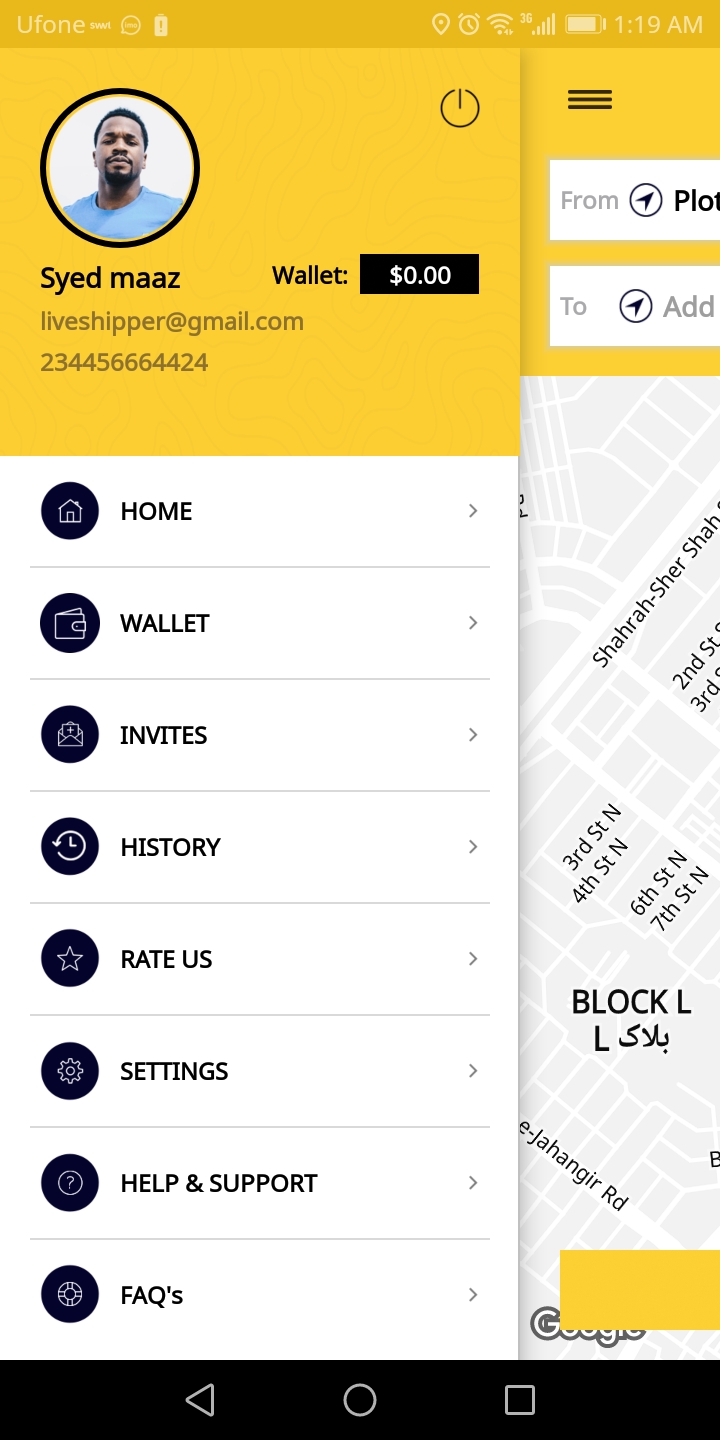 Ufone
3G
1:19 AM
From Plot
To Add
Syed maaz
Wallet: $0.00
liveshipper@gmail.com
234456664424
HOME
WALLET
INVITES
HISTORY
RATE US
SETTINGS
HELP & SUPPORT
FAQ's
Shahrah-Sher Shah S
2nd St S
3rd S
3rd St N
4th St N
6th St N
7th St N
BLOCK L
بلاک L
e-Jahangir Rd
B
Google